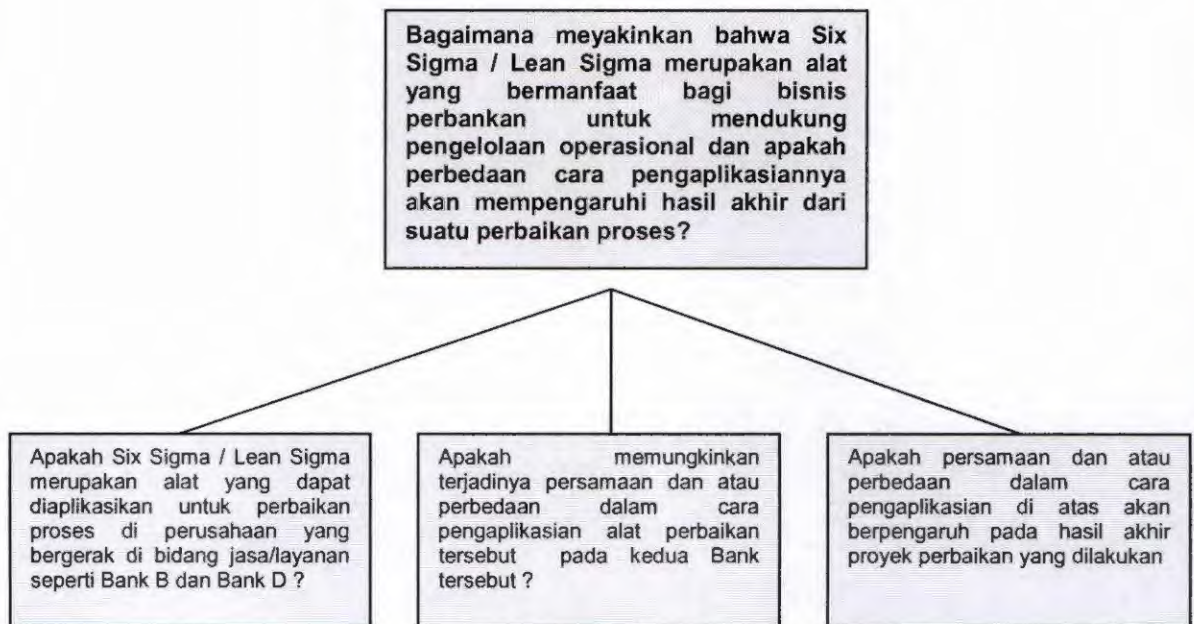 Bagaimana meyakinkan bahwa Six
Sigma / Lean Sigma merupakan alat
yang bermanfaat bagi bisnis
perbankan untuk mendukung
pengelolaan operasional dan apakah
perbedaan cara pengaplikasiannya
akan mempengaruhi hasil akhir dari
suatu perbaikan proses?
Apakah Six Sigma / Lean Sigma
merupakan alat yang dapat
diaplikasikan untuk perbaikan
proses di perusahaan yang
bergerak di bidang jasa/layanan
seperti Bank B dan Bank D ?
Apakah memungkinkan
terjadinya persamaan dan atau
perbedaan dalam cara
pengaplikasian alat perbaikan
tersebut pada kedua Bank
tersebut ?
Apakah persamaan dan atau
perbedaan dalam cara
pengaplikasian di atas akan
berpengaruh pada hasil akhir
proyek perbaikan yang dilakukan